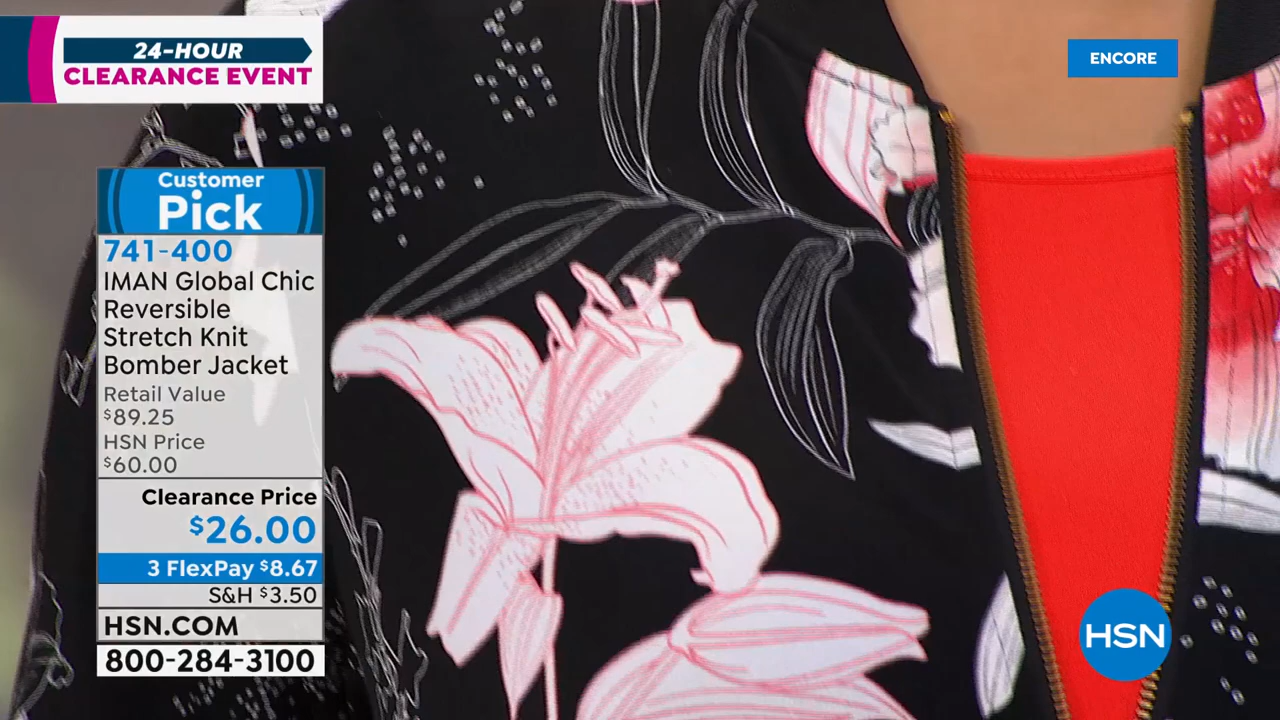 24-HOUR
CLEARANCE EVENT
ENCORE
Customer
Pick
741-400
IMAN Global Chic
Reversible
Stretch Knit
Bomber Jacket
Retail Value
$89.25
HSN Price
$60.00
Clearance Price
$26.00
3 FlexPay $8.67
S&H $3.50
HSN.COM
800-284-3100
HSN